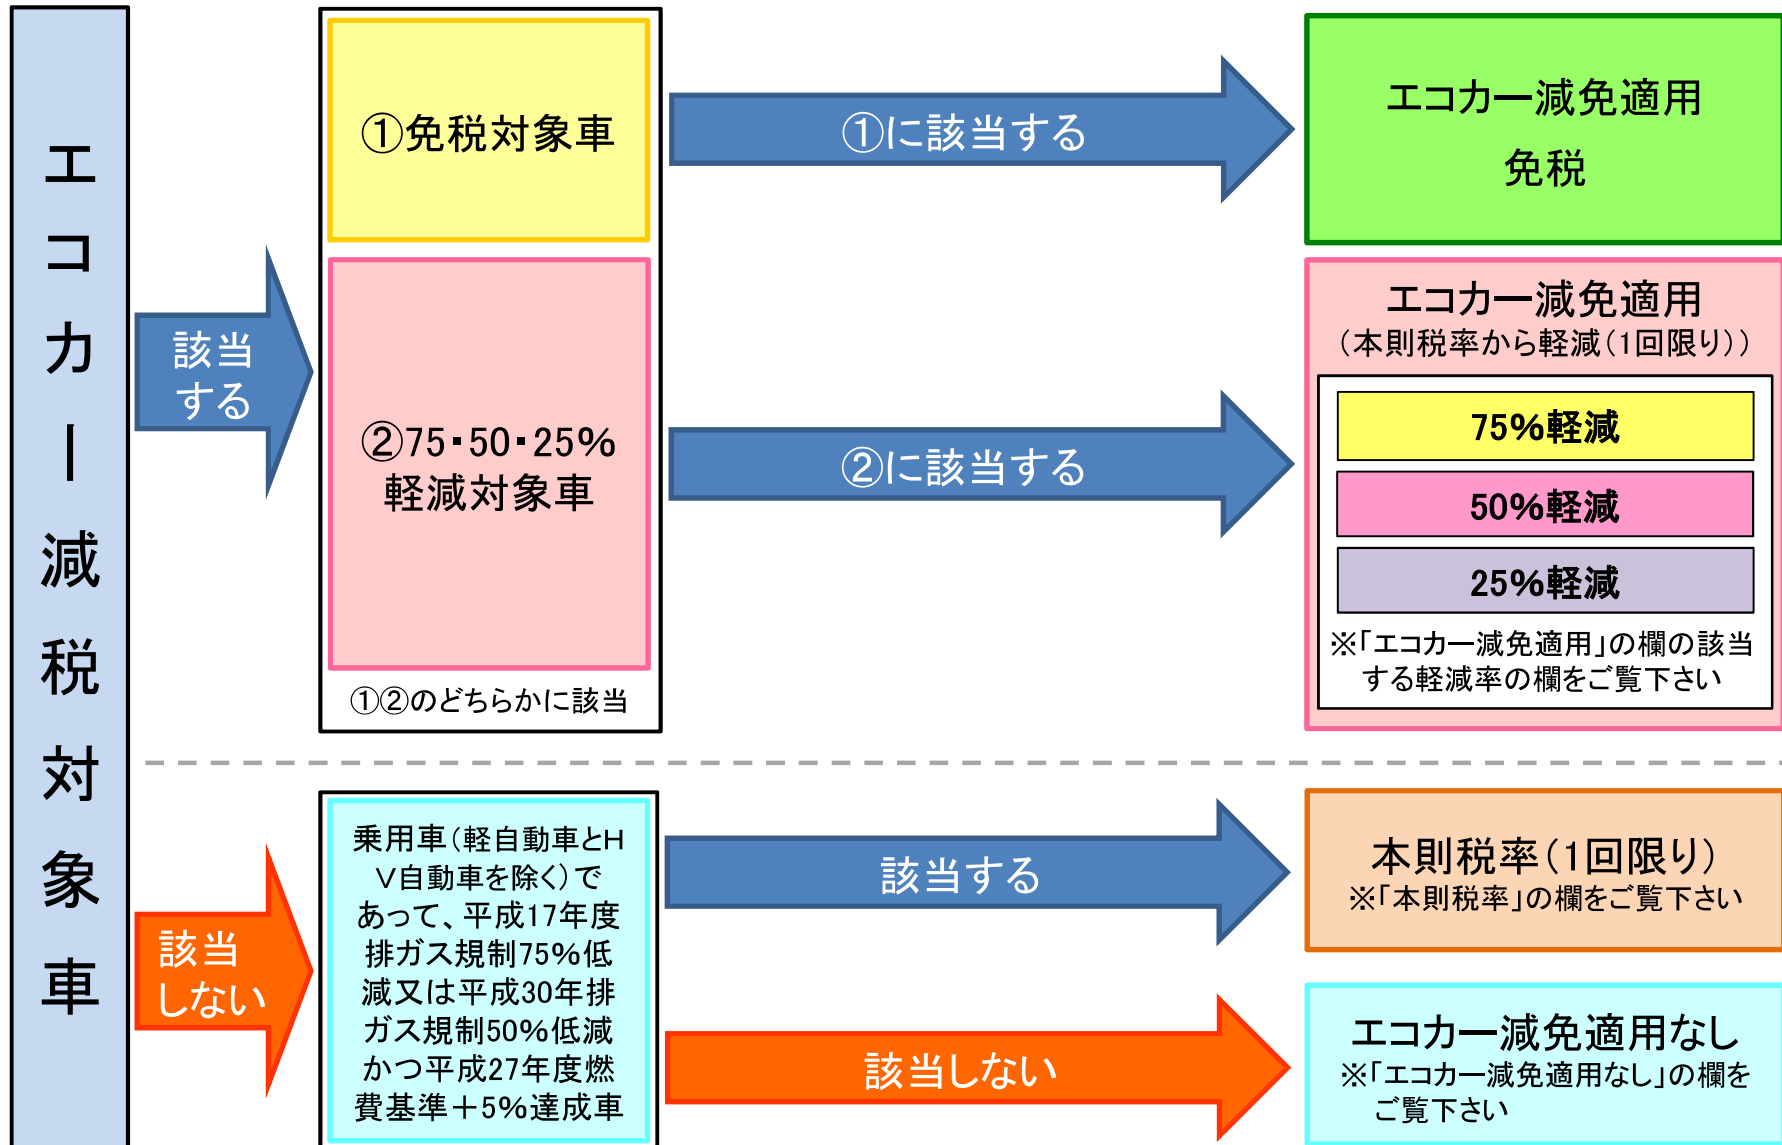 エコカー減税対象車
該当
する
①免税対象車
②75・50・25%
軽減対象車
①②のどちらかに該当
①に該当する
②に該当する
エコカー減免適用
免税
エコカー減免適用
（本則税率から軽減（1回限り））
75%軽減
50%軽減
25%軽減
※「エコカー減免適用」の欄の該当
する軽減率の欄をご覧下さい
該当
しない
乗用車（軽自動車とH
V自動車を除く）で
あって、平成17年度
排ガス規制75%低
減又は平成30年排
ガス規制50%低減
かつ平成27年度燃
費基準＋5%達成車
該当する
該当しない
本則税率（1回限り）
※「本則税率」の欄をご覧下さい
エコカー減免適用なし
※「エコカー減免適用なし」の欄を
ご覧下さい